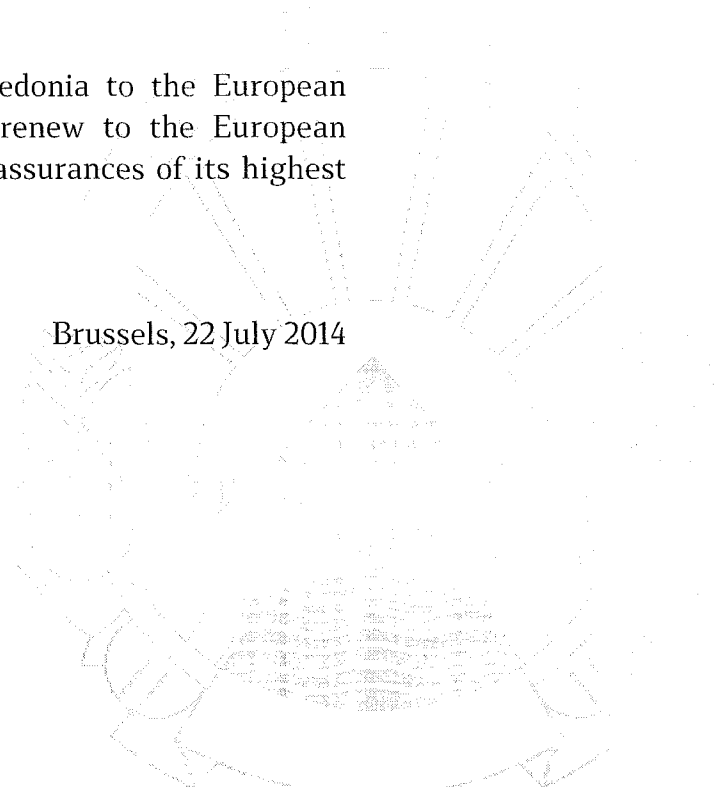 edonia to the European
renew to the European
assurances of its highest
Brussels, 22 July 2014